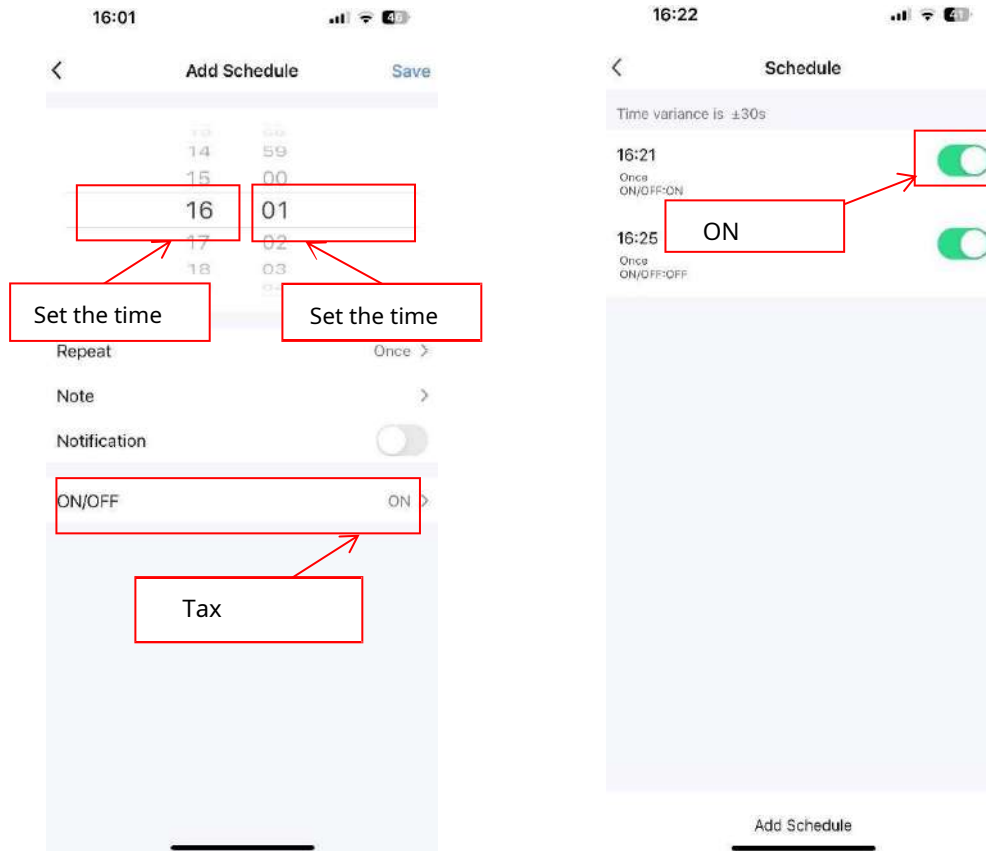 16:01
46
Add Schedule
Save
14 59
15 00
16 01
17 02
18 03
Set the time
Set the time
Repeat
Once
Note
Notification
ON/OFF
ON
Tax
16:22
41
Schedule
Time variance is ±30s
16:21
Once
ON/OFF:ON
ON
16:25
Once
ON/OFF:OFF
Add Schedule